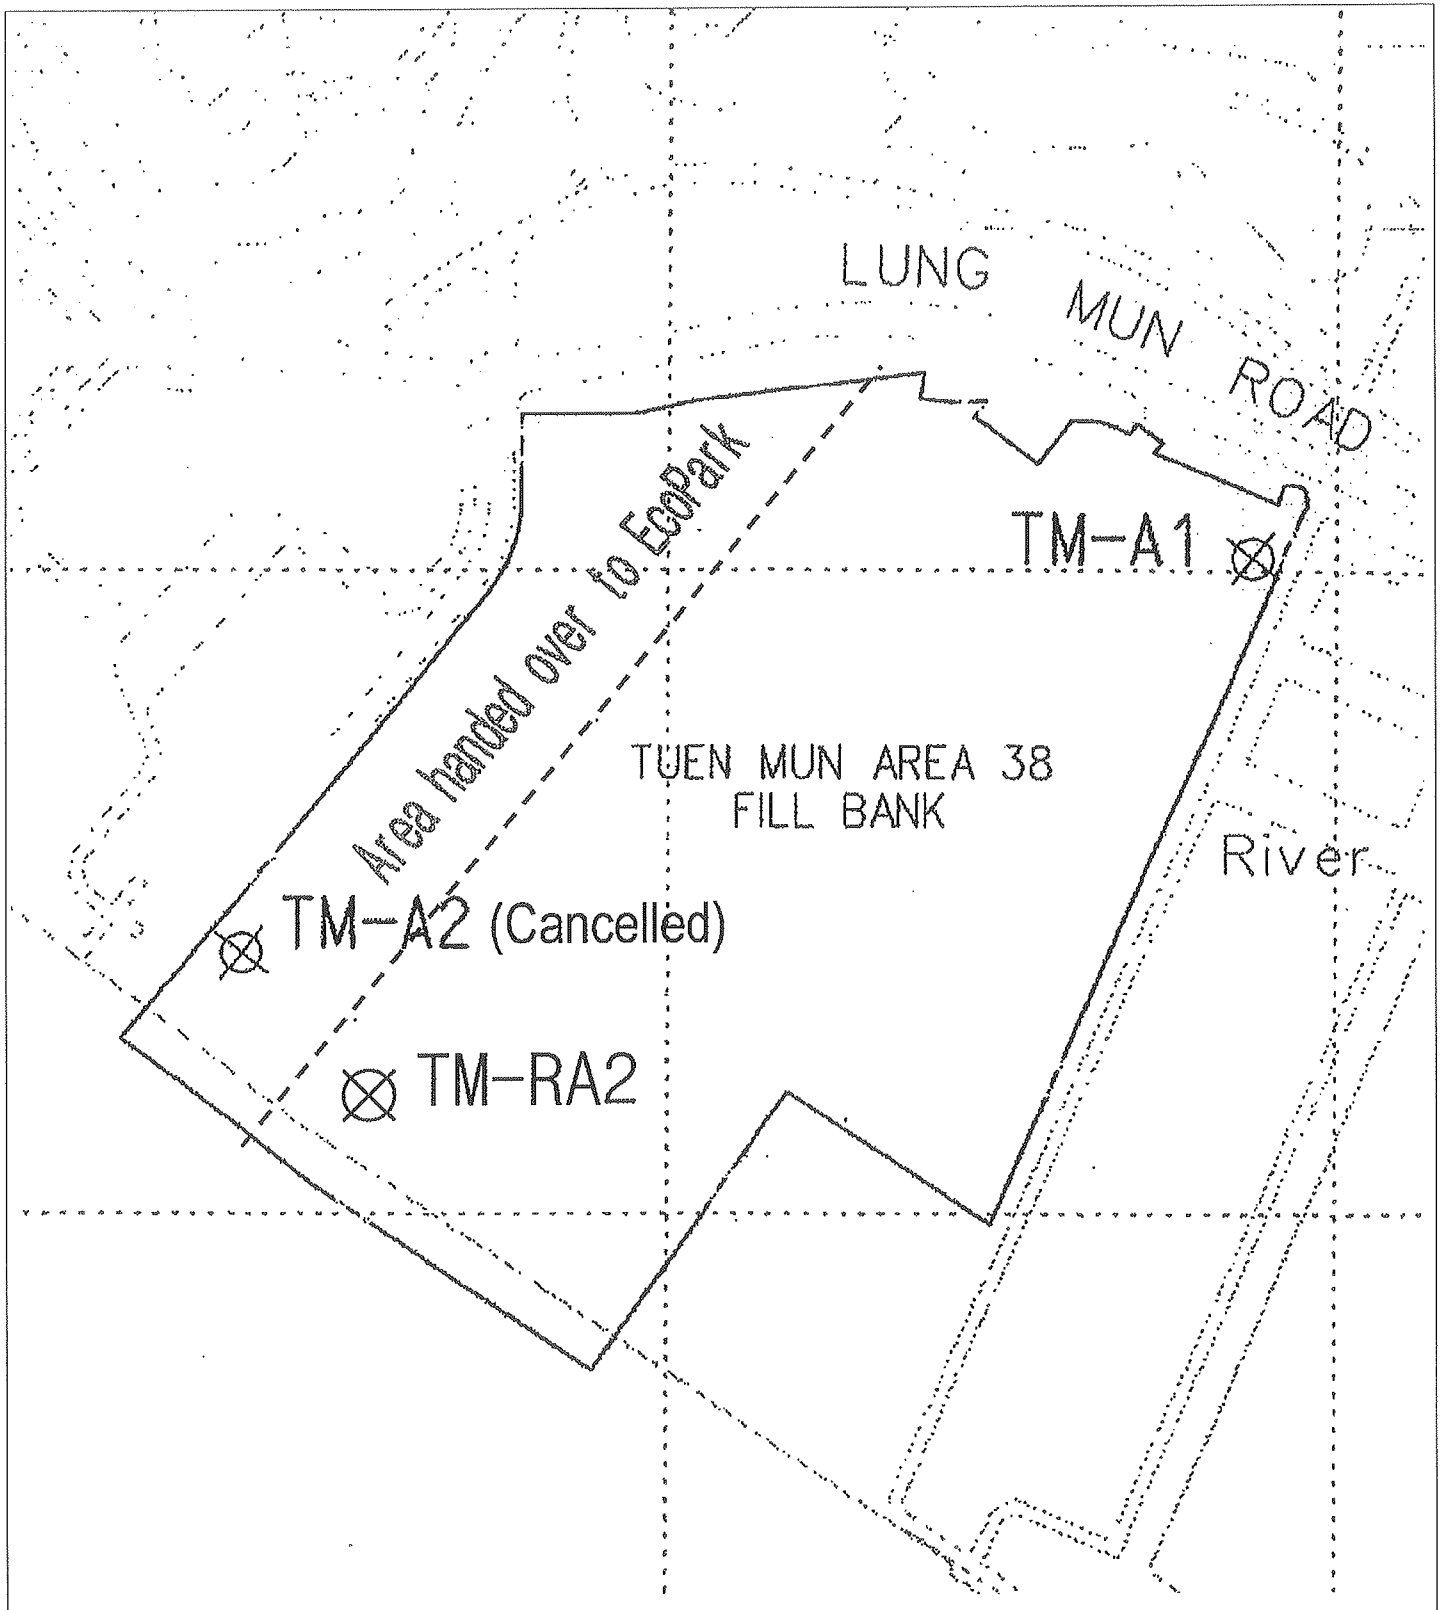 LUNG
MUN
ROAD
TM-A1
Area handed over to EcoPark
TUEN MUN AREA 38
FILL BANK
River
TM-A2 (Cancelled)
TM-RA2